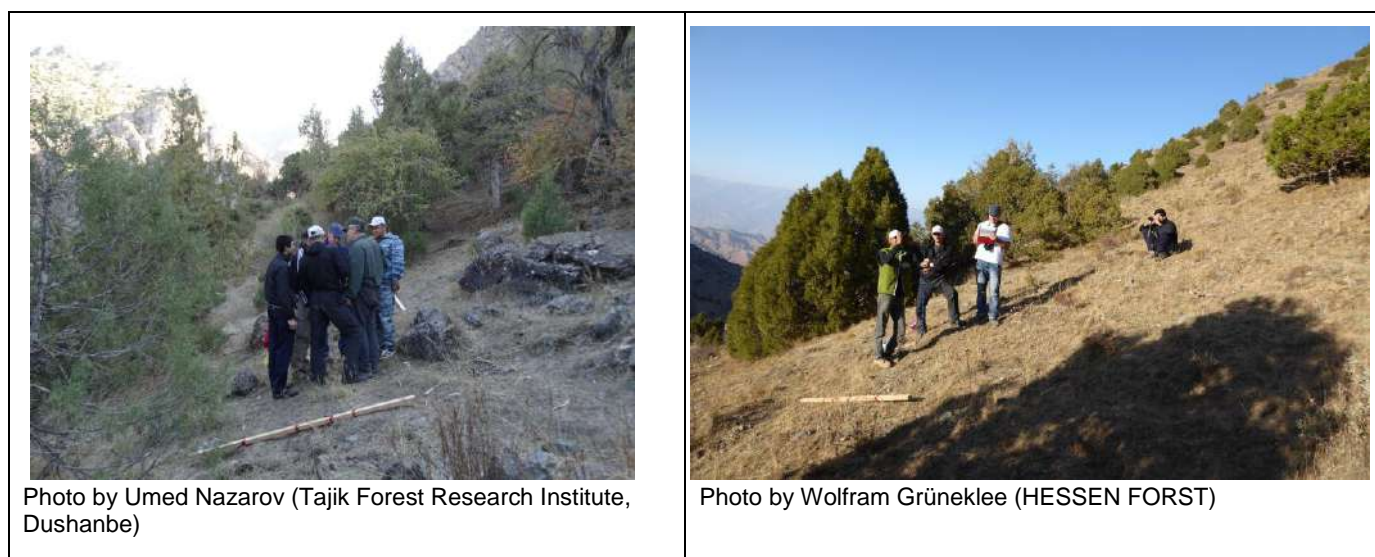 Photo by Umed Nazarov (Tajik Forest Research Institute,
Dushanbe)
Photo by Wolfram Grüneklee (HESSEN FORST)